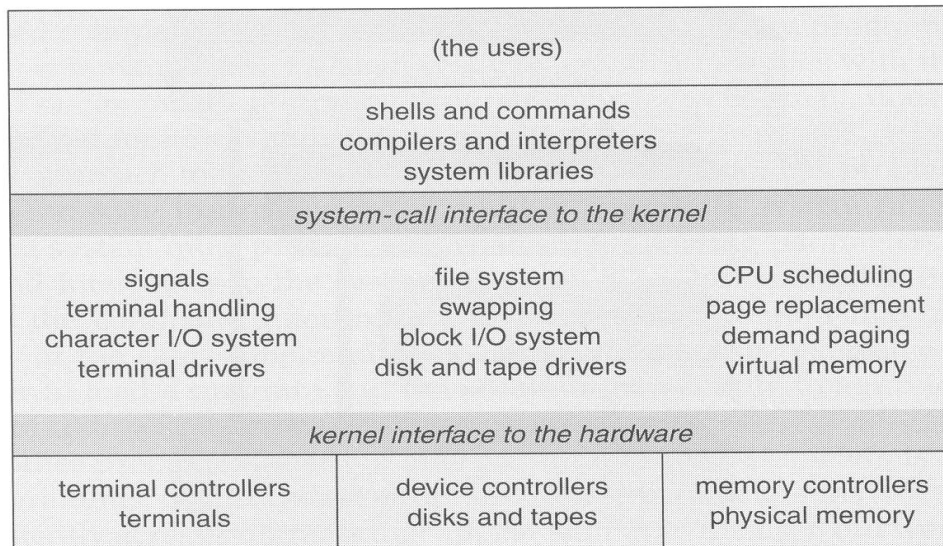 (the users)
shells and commands
compilers and interpreters
system libraries
system-call interface to the kernel
signals
terminal handling
character I/O system
terminal drivers
file system
swapping
block I/O system
disk and tape drivers
CPU scheduling
page replacement
demand paging
virtual memory
kernel interface to the hardware
terminal controllers
terminals
device controllers
disks and tapes
memory controllers
physical memory